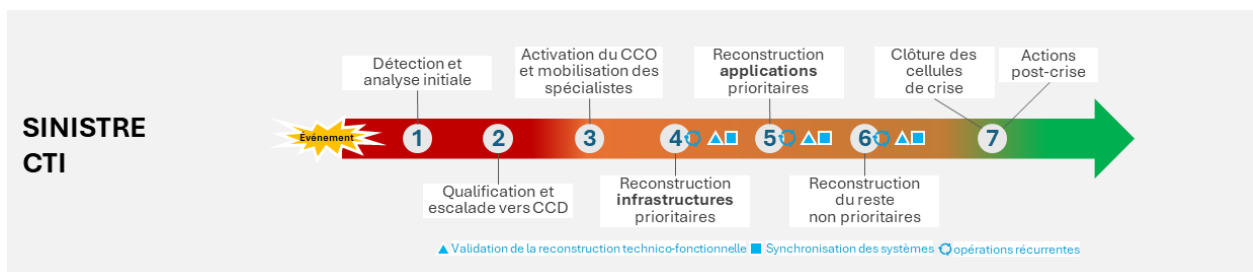 Détection et
analyse initiale
Activation du CCO
et mobilisation des
spécialistes
Reconstruction
applications
prioritaires
Clôture des
cellules
de crise
Actions
post-crise
SINISTRE
CTI
Événement
1
2
3
4
5
6
7
Qualification et
escalade vers CCD
Reconstruction
infrastructures
prioritaires
Reconstruction
du reste
non prioritaires
Validation de la reconstruction technico-fonctionnelle
Synchronisation des systèmes
opérations récurrentes